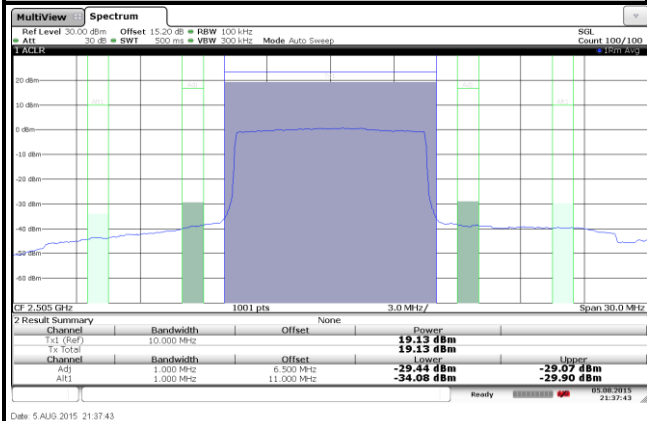 MultiView Spectrum
Ref Level 30.00 dBm Offset 15.20 dB RBW 100 kHz SGL
Att 30 dB SWT 500 ms VBW 300 kHz Mode Auto Sweep Count 100/100
1 ACLR 1Rm Avg
20 dBm
10 dBm
0 dBm
-10 dBm
-20 dBm
-30 dBm
-40 dBm
-50 dBm
-60 dBm
CF 2.505 GHz 1001 pts 3.0 MHz/ Span 30.0 MHz
2 Result Summary None
Channel Bandwidth Offset Power
Tx1 (Ref) 10.000 MHz 19.13 dBm
Tx Total 19.13 dBm
Channel Bandwidth Offset Lower Upper
Adj 1.000 MHz 6.500 MHz -29.44 dBm -29.07 dBm
Alt1 1.000 MHz 11.000 MHz -34.08 dBm -29.90 dBm
Ready 05.08.2015
21:37:43
Date: 5.AUG.2015 21:37:43